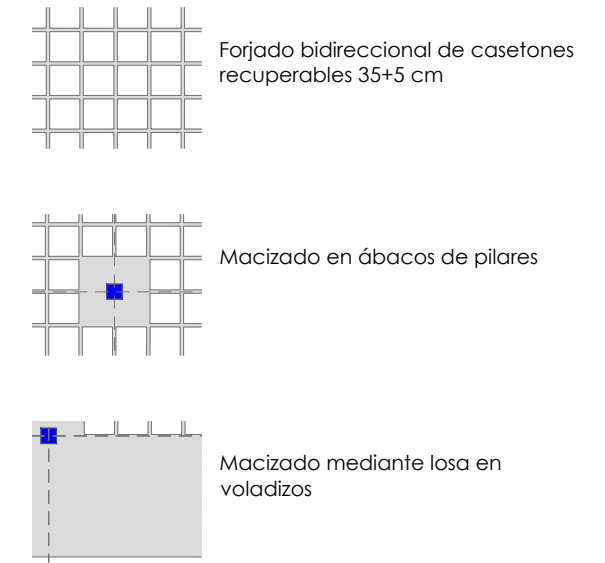 Forjado bidireccional de casetones
recuperables 35+5 cm
Macizado en ábacos de pilares
Macizado mediante losa en
voladizos